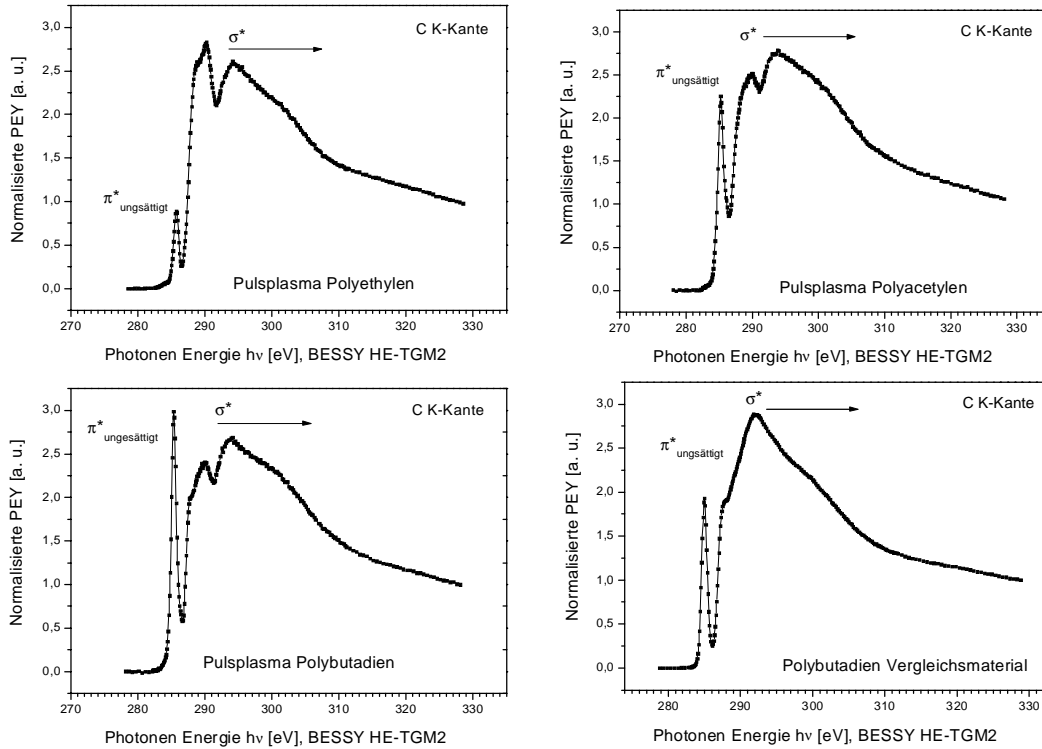 C K-Kante
σ*
π*ungsättigt
Normalisierte PEY [a. u.]
3,0
2,5
2,0
1,5
1,0
0,5
0,0
Pulsplasma Polyethylen
270 280 290 300 310 320 330
Photonen Energie hν [eV], BESSY HE-TGM2
C K-Kante
σ*
π*ungsättigt
Normalisierte PEY [a. u.]
3,0
2,5
2,0
1,5
1,0
0,5
0,0
Pulsplasma Polyacetylen
270 280 290 300 310 320 330
Photonen Energie hν [eV], BESSY HE-TGM2
C K-Kante
σ*
π*ungesättigt
Normalisierte PEY [a. u.]
3,0
2,5
2,0
1,5
1,0
0,5
0,0
Pulsplasma Polybutadien
270 280 290 300 310 320 330
Photonen Energie hν [eV], BESSY HE-TGM2
C K-Kante
σ*
π*ungsättigt
Normalisierte PEY [a. u.]
3,0
2,5
2,0
1,5
1,0
0,5
0,0
Polybutadien Vergleichsmaterial
280 290 300 310 320 330
Photonen Energie hν [eV], BESSY HE-TGM2